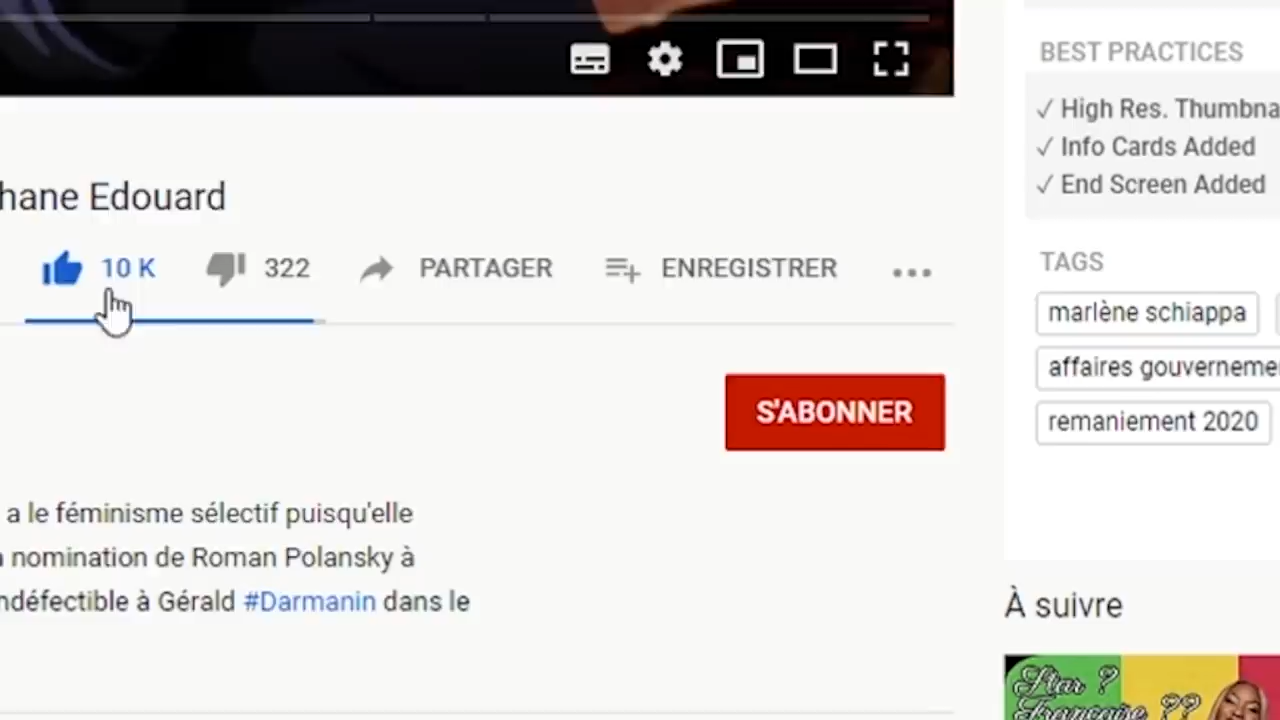 BEST PRACTICES
✓ High Res. Thumbna
✓ Info Cards Added
✓ End Screen Added
hane Edouard
10 K 322 PARTAGER ENREGISTRER
TAGS
marlène schiappa
affaires gouverneme
remaniement 2020
S'ABONNER
a le féminisme sélectif puisqu'elle
nomination de Roman Polansky à
ndéfectible à Gérald #Darmanin dans le
À suivre
Star ?
Française ??